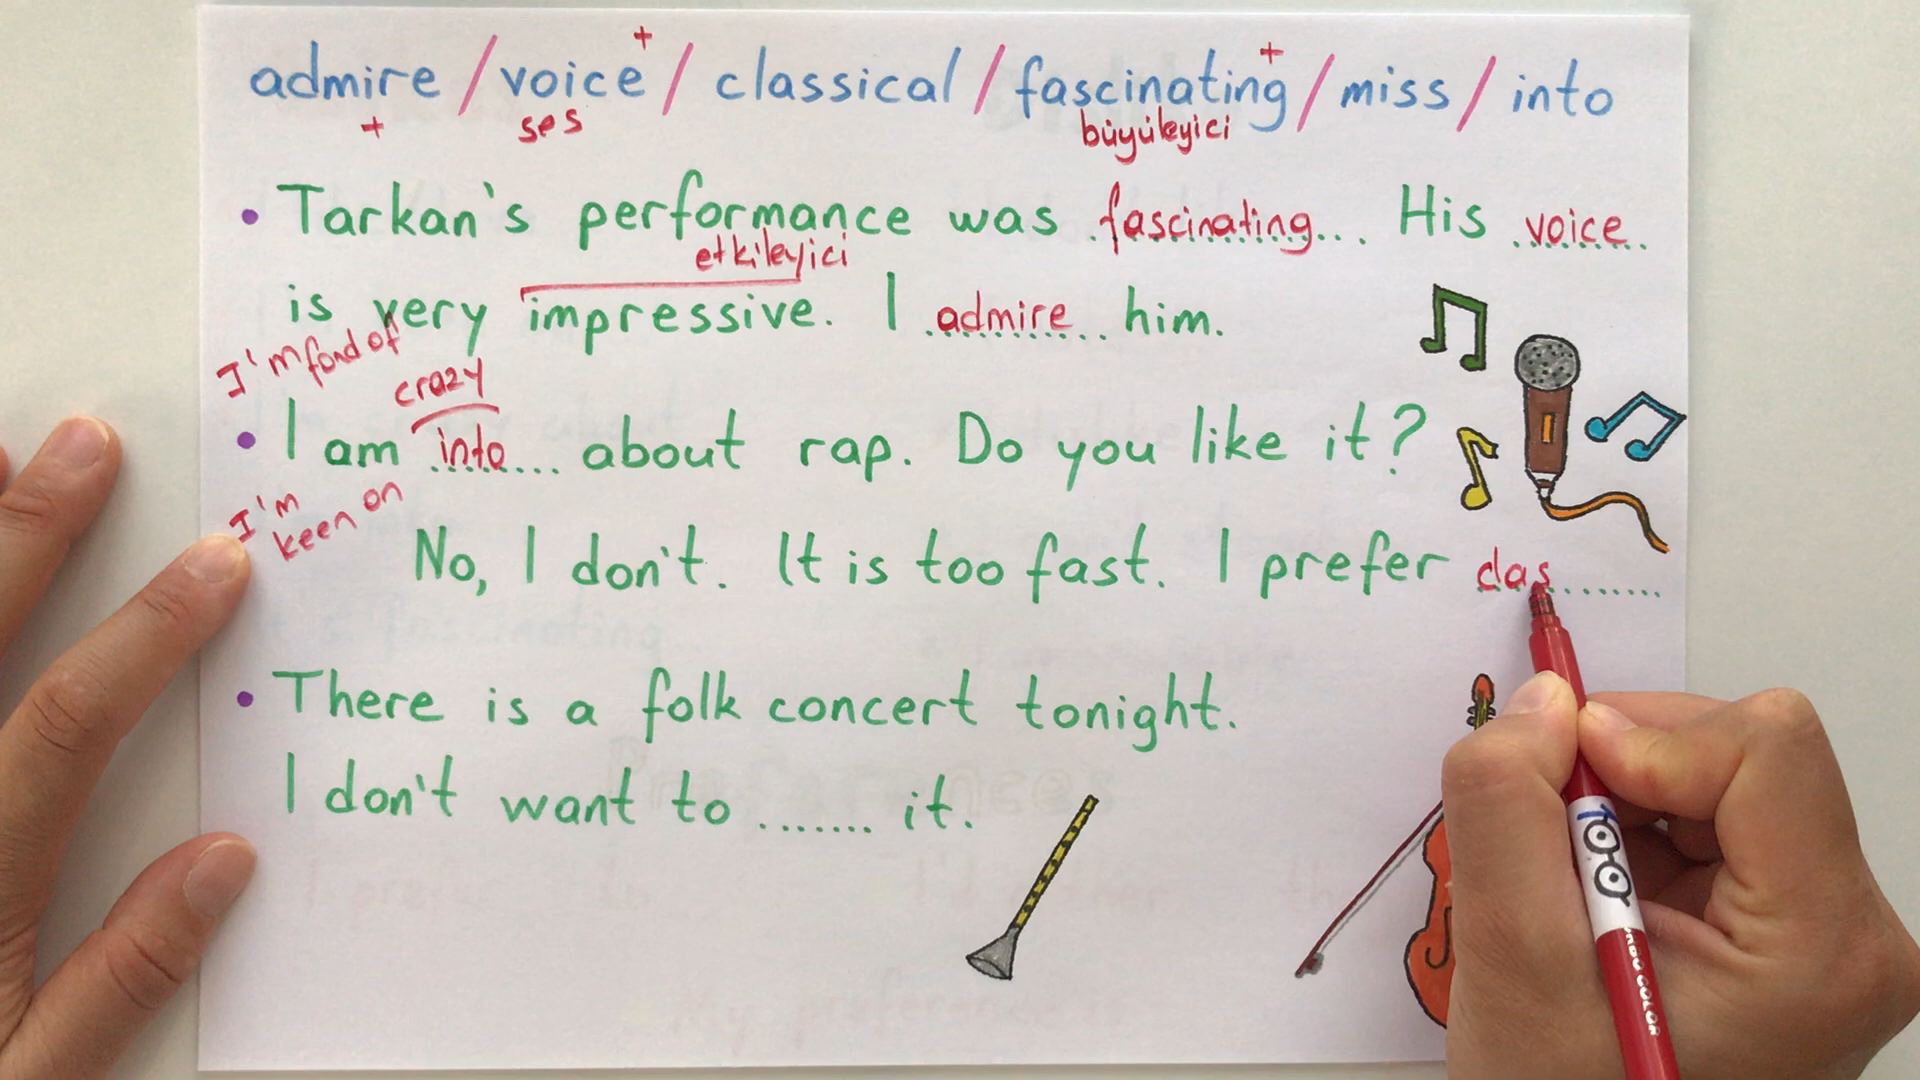 admire / voice / classical / fascinating / miss / into
+ ses + büyüleyici +
Tarkan's performance was fascinating... His voice..
etkileyici
is very impressive. I admire him.
I'm fond of
crazy
I am into.... about rap. Do you like it?
I'm keen on
No, I don't. It is too fast. I prefer clas........
There is a folk concert tonight.
I don't want to ....... it.